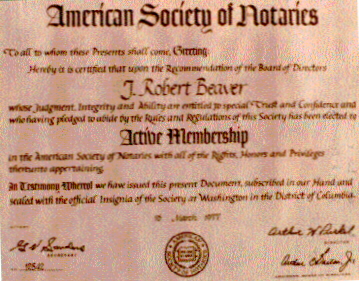 American Society of Notaries
To all to whom these Presents shall come, Greeting:
Hereby it is certified that upon the Recommendation of the Board of Directors
J. Robert Beaver
whose Judgment, Integrity and Ability are entitled to special Trust and Confidence and
who having pledged to abide by the Rules and Regulations of this Society has been elected to
Active Membership
in the American Society of Notaries with all of the Rights, Honors and Privileges
thereunto appertaining.
In Testimony Whereof we have issued this present Document, subscribed in our Hand and
sealed with the official Insignia of the Society at Washington in the District of Columbia.
March 1977
SECRETARY